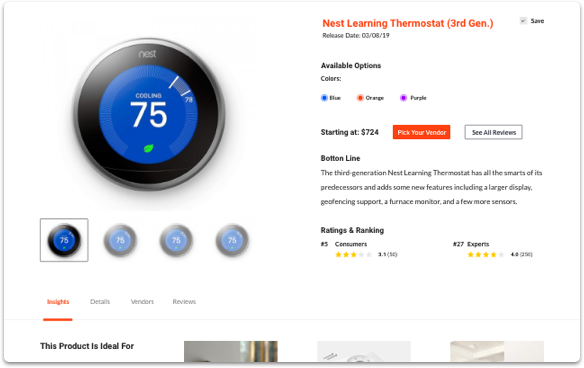 nest
COOLING
75
78
75
75
75
75
Nest Learning Thermostat (3rd Gen.)
Save
Release Date: 03/08/19
Available Options
Colors:
Blue
Orange
Purple
Starting at: $724
Pick Your Vendor
See All Reviews
Botton Line
The third-generation Nest Learning Thermostat has all the smarts of its
predecessors and adds some new features including a larger display,
geofencing support, a furnace monitor, and a few more sensors.
Ratings & Ranking
#5 Consumers
3.1 (5E)
#27 Experts
4.0 (25E)
Insights
Details
Vendors
Reviews
This Product Is Ideal For